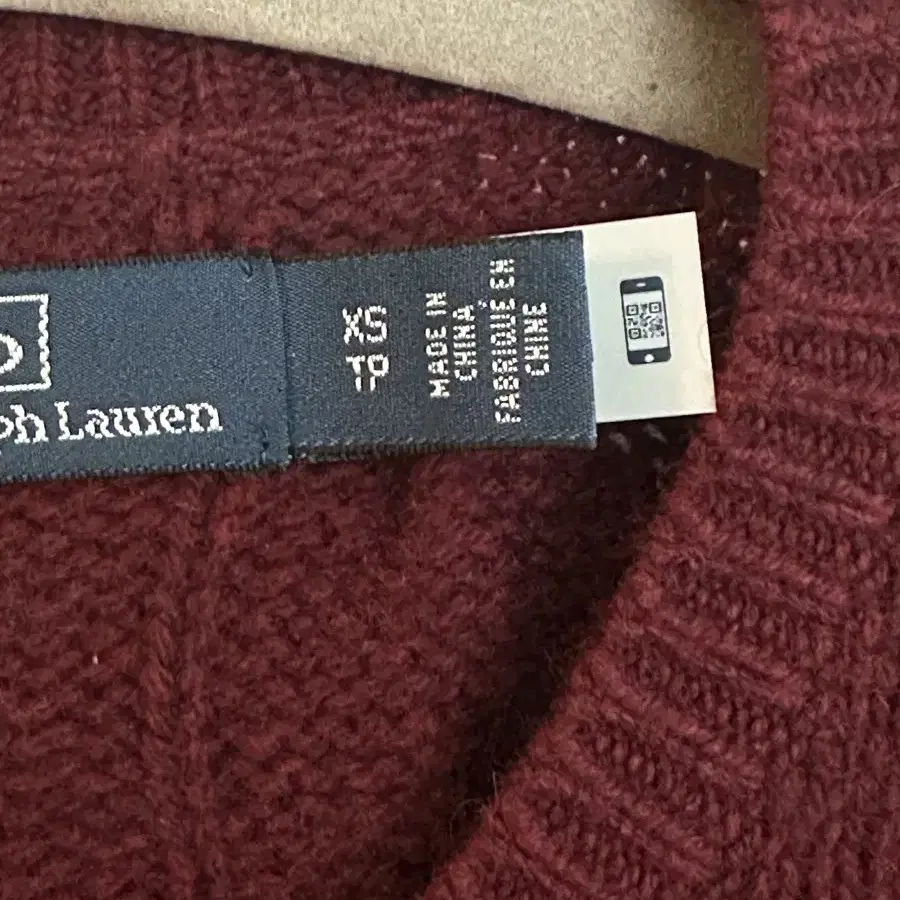 ph Lauren
XS
TP
MADE IN
CHINA,
FABRIQUE EN
CHINE